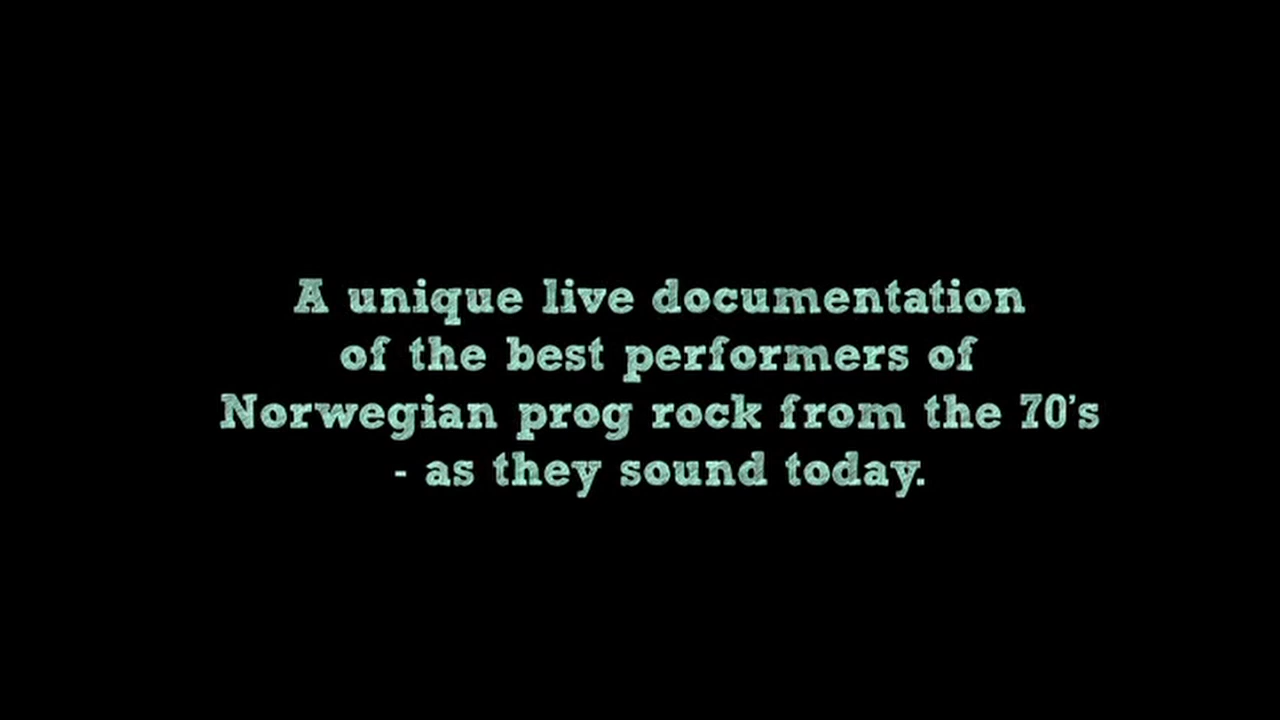 A unique live documentation
of the best performers of
Norwegian prog rock from the 70's
- as they sound today.